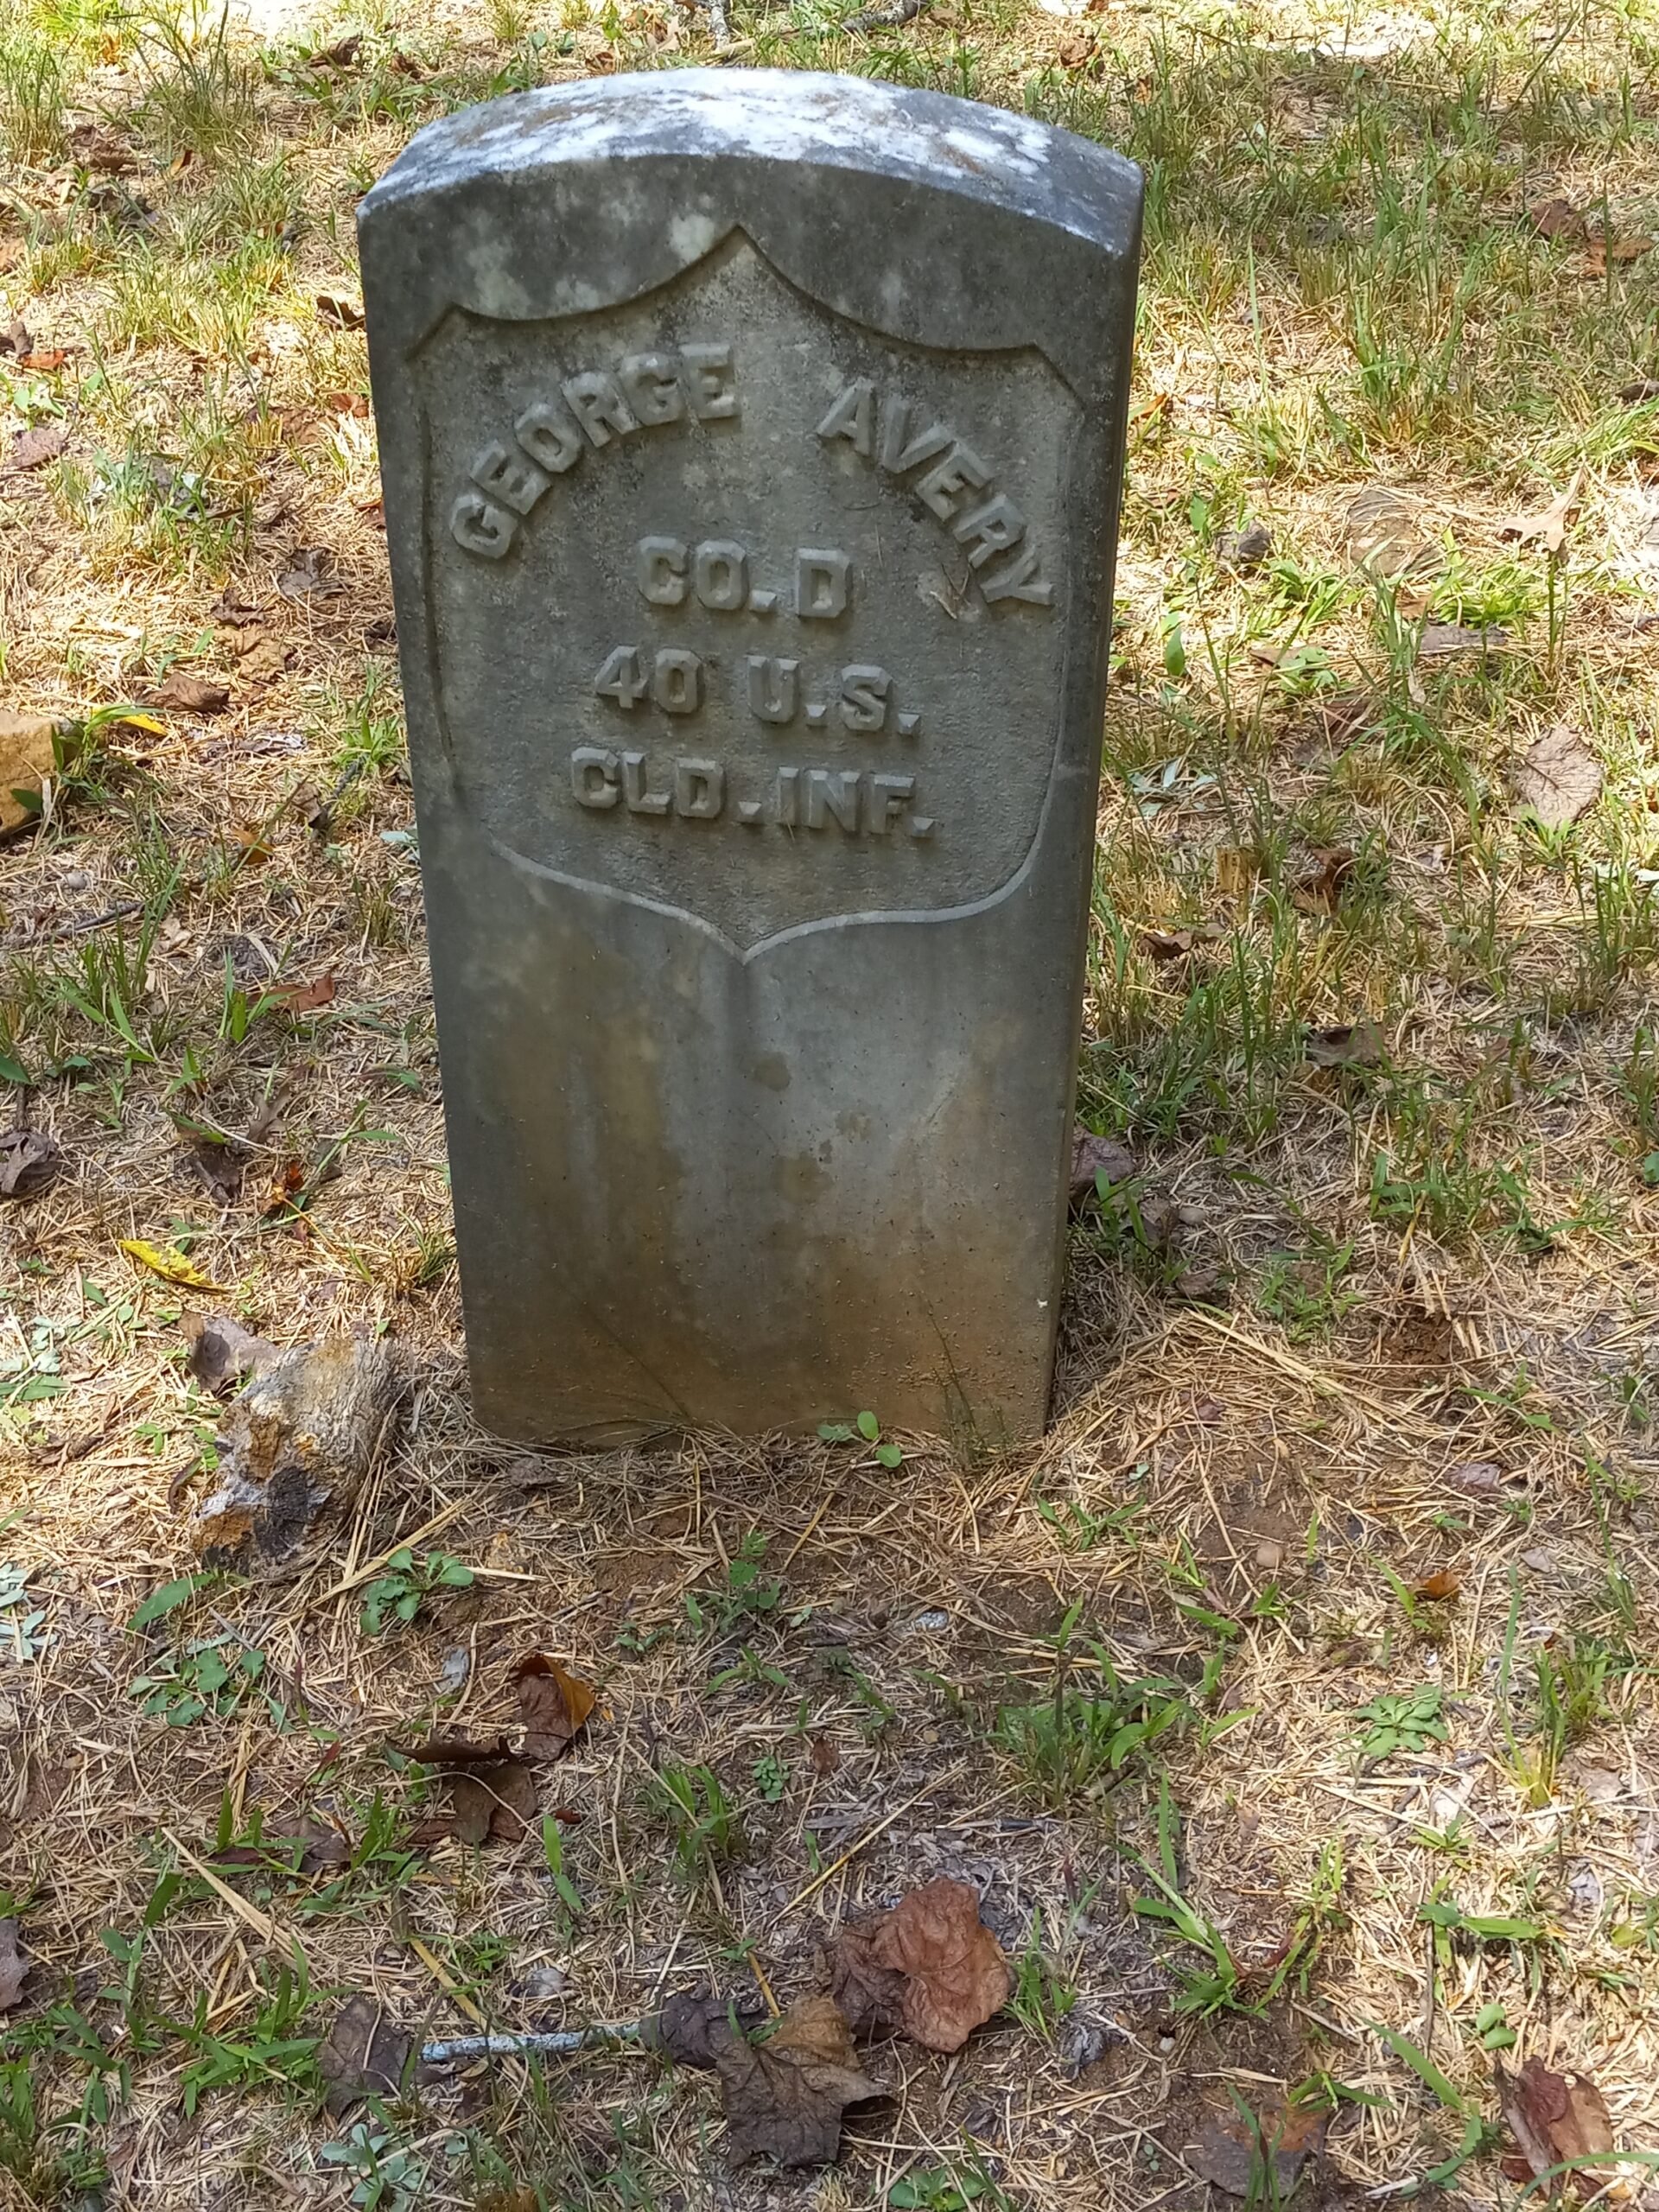 GEORGE AVERY
CO. D
40 U.S.
CLD. INF.